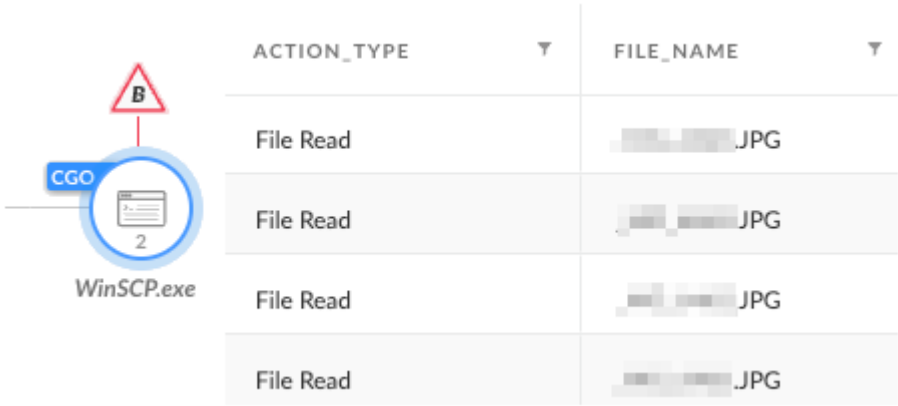 B
CGO
2
WinSCP.exe
ACTION_TYPE FILE_NAME
File Read .JPG
File Read .JPG
File Read .JPG
File Read .JPG